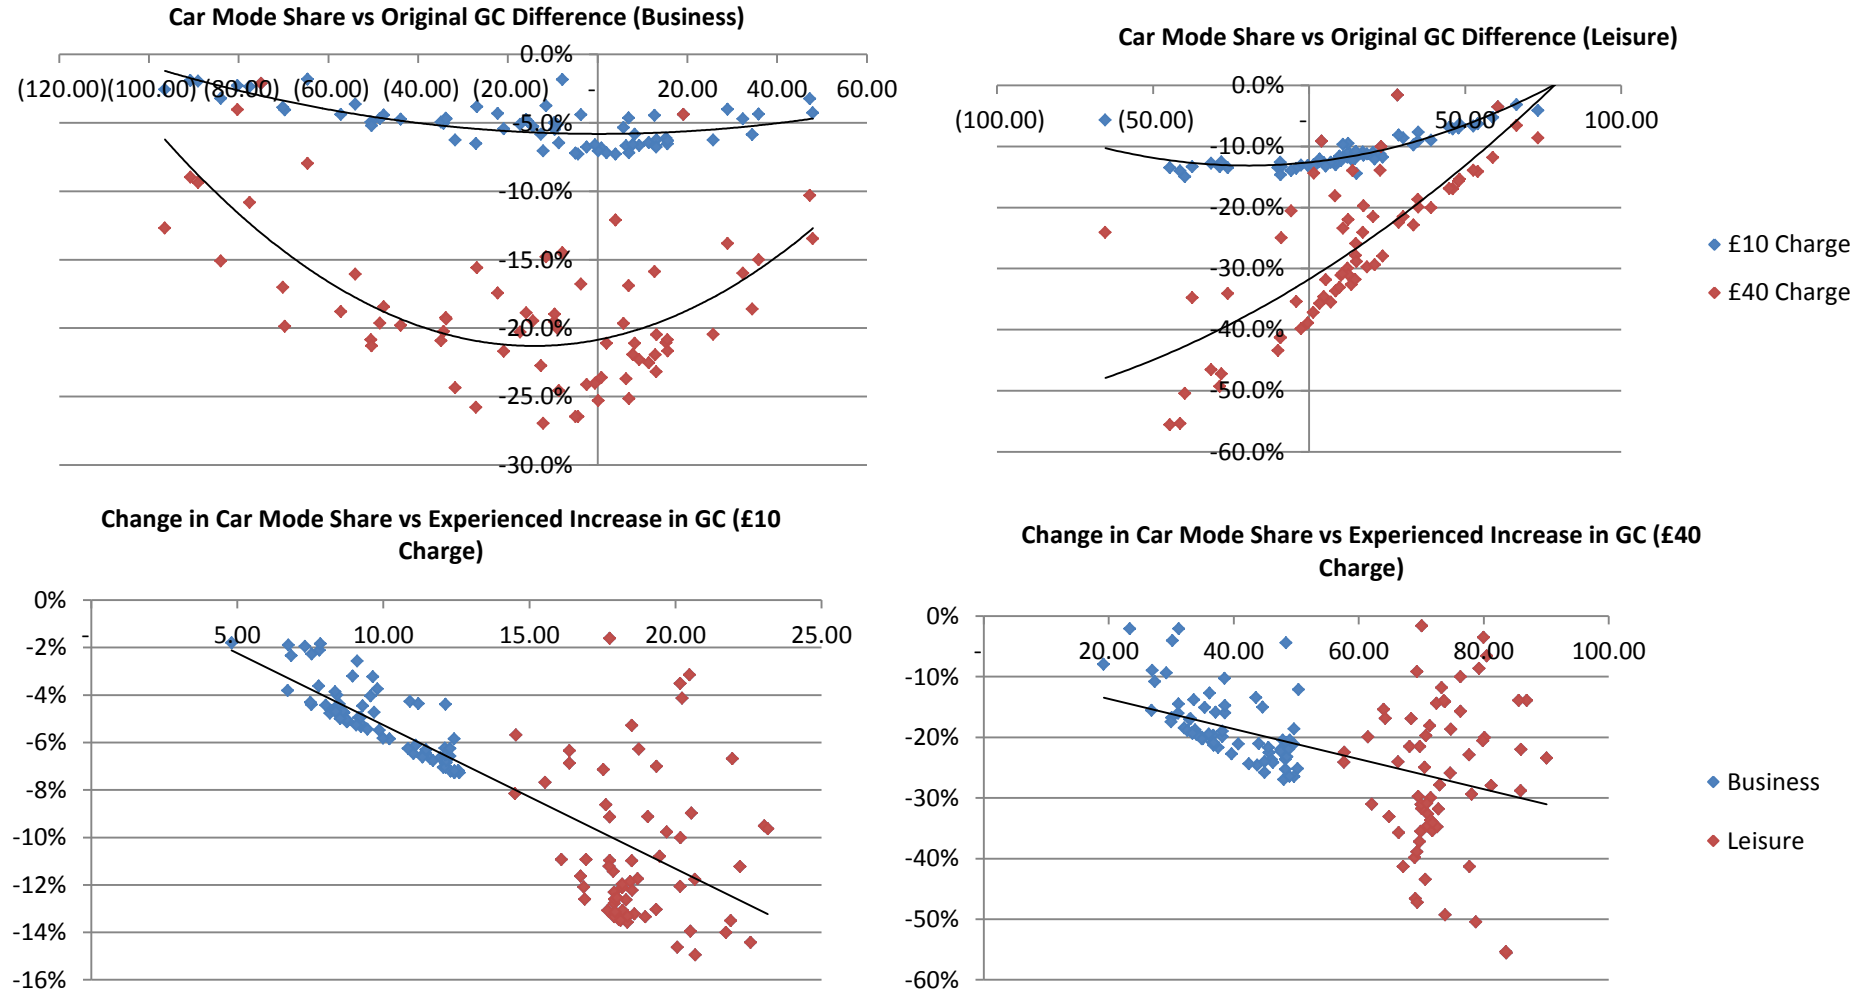 Car Mode Share vs Original GC Difference (Business)
0.0%
(120.00) (100.00) (80.00) (60.00) (40.00) (20.00) - 20.00 40.00 60.00
-5.0%
-10.0%
-15.0%
-20.0%
-25.0%
-30.0%
Car Mode Share vs Original GC Difference (Leisure)
0.0%
(100.00) (50.00) - 50.00 100.00
-10.0%
-20.0%
-30.0%
-40.0%
-50.0%
-60.0%
£10 Charge
£40 Charge
Change in Car Mode Share vs Experienced Increase in GC (£10
Charge)
0%
- 5.00 10.00 15.00 20.00 25.00
-2%
-4%
-6%
-8%
-10%
-12%
-14%
-16%
Change in Car Mode Share vs Experienced Increase in GC (£40
Charge)
0%
- 20.00 40.00 60.00 80.00 100.00
-10%
-20%
-30%
-40%
-50%
-60%
Business
Leisure